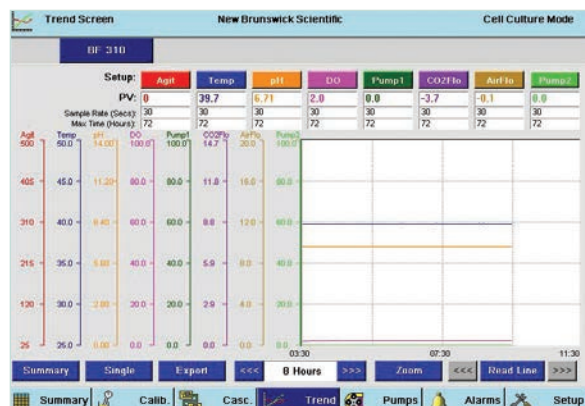 Trend Screen New Brunswick Scientific Cell Culture Mode
BF 310
Setup: Agit Temp pH DO Pump1 CO2Flo AirFlo Pump2
PV: 0 39.7 6.71 2.0 0.0 -3.7 -0.1 0.0
Sample Rate (Secs): 30 30 30 30 30 30 30 30
Max Time (Hours): 72 72 72 72 72 72 72 72
Agit Temp pH DO Pump1 CO2Flo AirFlo Pump2
500 50.0 14.00 100.0 100.0 14.7 20.0 100.0
405 45.0 11.20 80.0 80.0 11.8 16.0 80.0
310 40.0 8.40 60.0 60.0 8.8 12.0 60.0
215 35.0 5.60 40.0 40.0 5.9 8.0 40.0
120 30.0 2.80 20.0 20.0 2.9 4.0 20.0
25 25.0 0.00 0.0 0.0 0.0 0.0 0.0
03:30 07:30 11:30
Summary Single Export <<< 8 Hours >>> Zoom <<< Read Line >>>
Summary Calib. Casc. Trend Pumps Alarms Setup